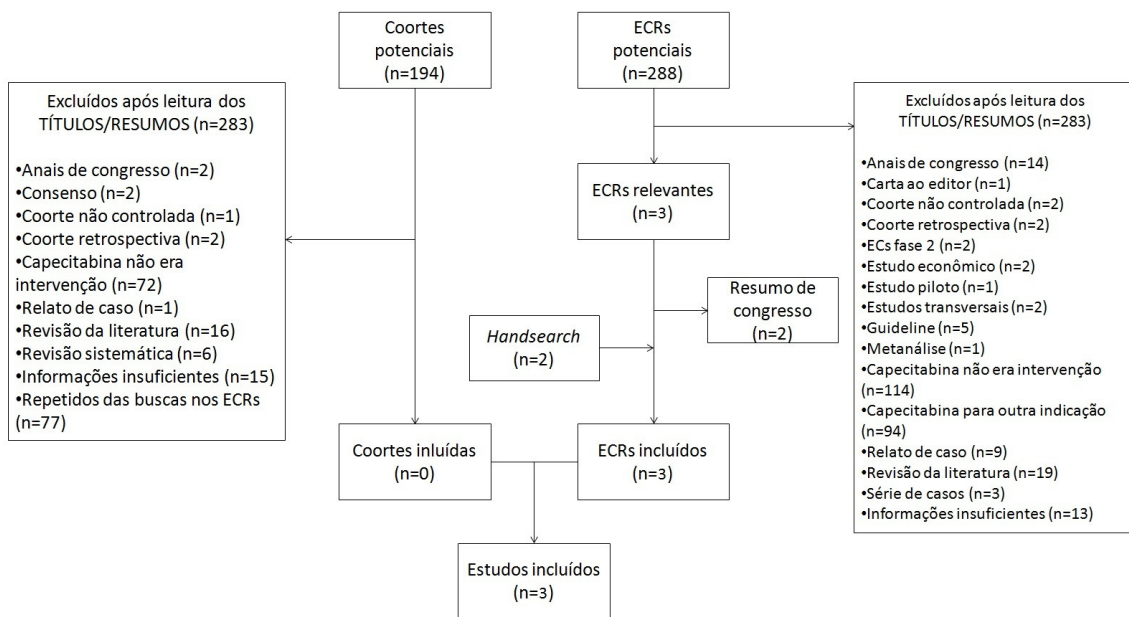 Coortes
potenciais
(n=194)
ECRs
potenciais
(n=288)
Excluídos após leitura dos
TÍTULOS/RESUMOS (n=283)
•Anais de congresso (n=2)
•Consenso (n=2)
•Coorte não controlada (n=1)
•Coorte retrospectiva (n=2)
•Capecitabina não era
intervenção (n=72)
•Relato de caso (n=1)
•Revisão da literatura (n=16)
•Revisão sistemática (n=6)
•Informações insuficientes (n=15)
•Repetidos das buscas nos ECRs
(n=77)
Excluídos após leitura dos
TÍTULOS/RESUMOS (n=283)
•Anais de congresso (n=14)
•Carta ao editor (n=1)
•Coorte não controlada (n=2)
•Coorte retrospectiva (n=2)
•ECs fase 2 (n=2)
•Estudo econômico (n=2)
•Estudo piloto (n=1)
•Estudos transversais (n=2)
•Guideline (n=5)
•Metanálise (n=1)
•Capecitabina não era intervenção
(n=114)
•Capecitabina para outra indicação
(n=94)
•Relato de caso (n=9)
•Revisão da literatura (n=19)
•Série de casos (n=3)
•Informações insuficientes (n=13)
ECRs relevantes
(n=3)
Resumo de
congresso
(n=2)
Handsearch
(n=2)
Coortes inluídas
(n=0)
ECRs incluídos
(n=3)
Estudos incluídos
(n=3)